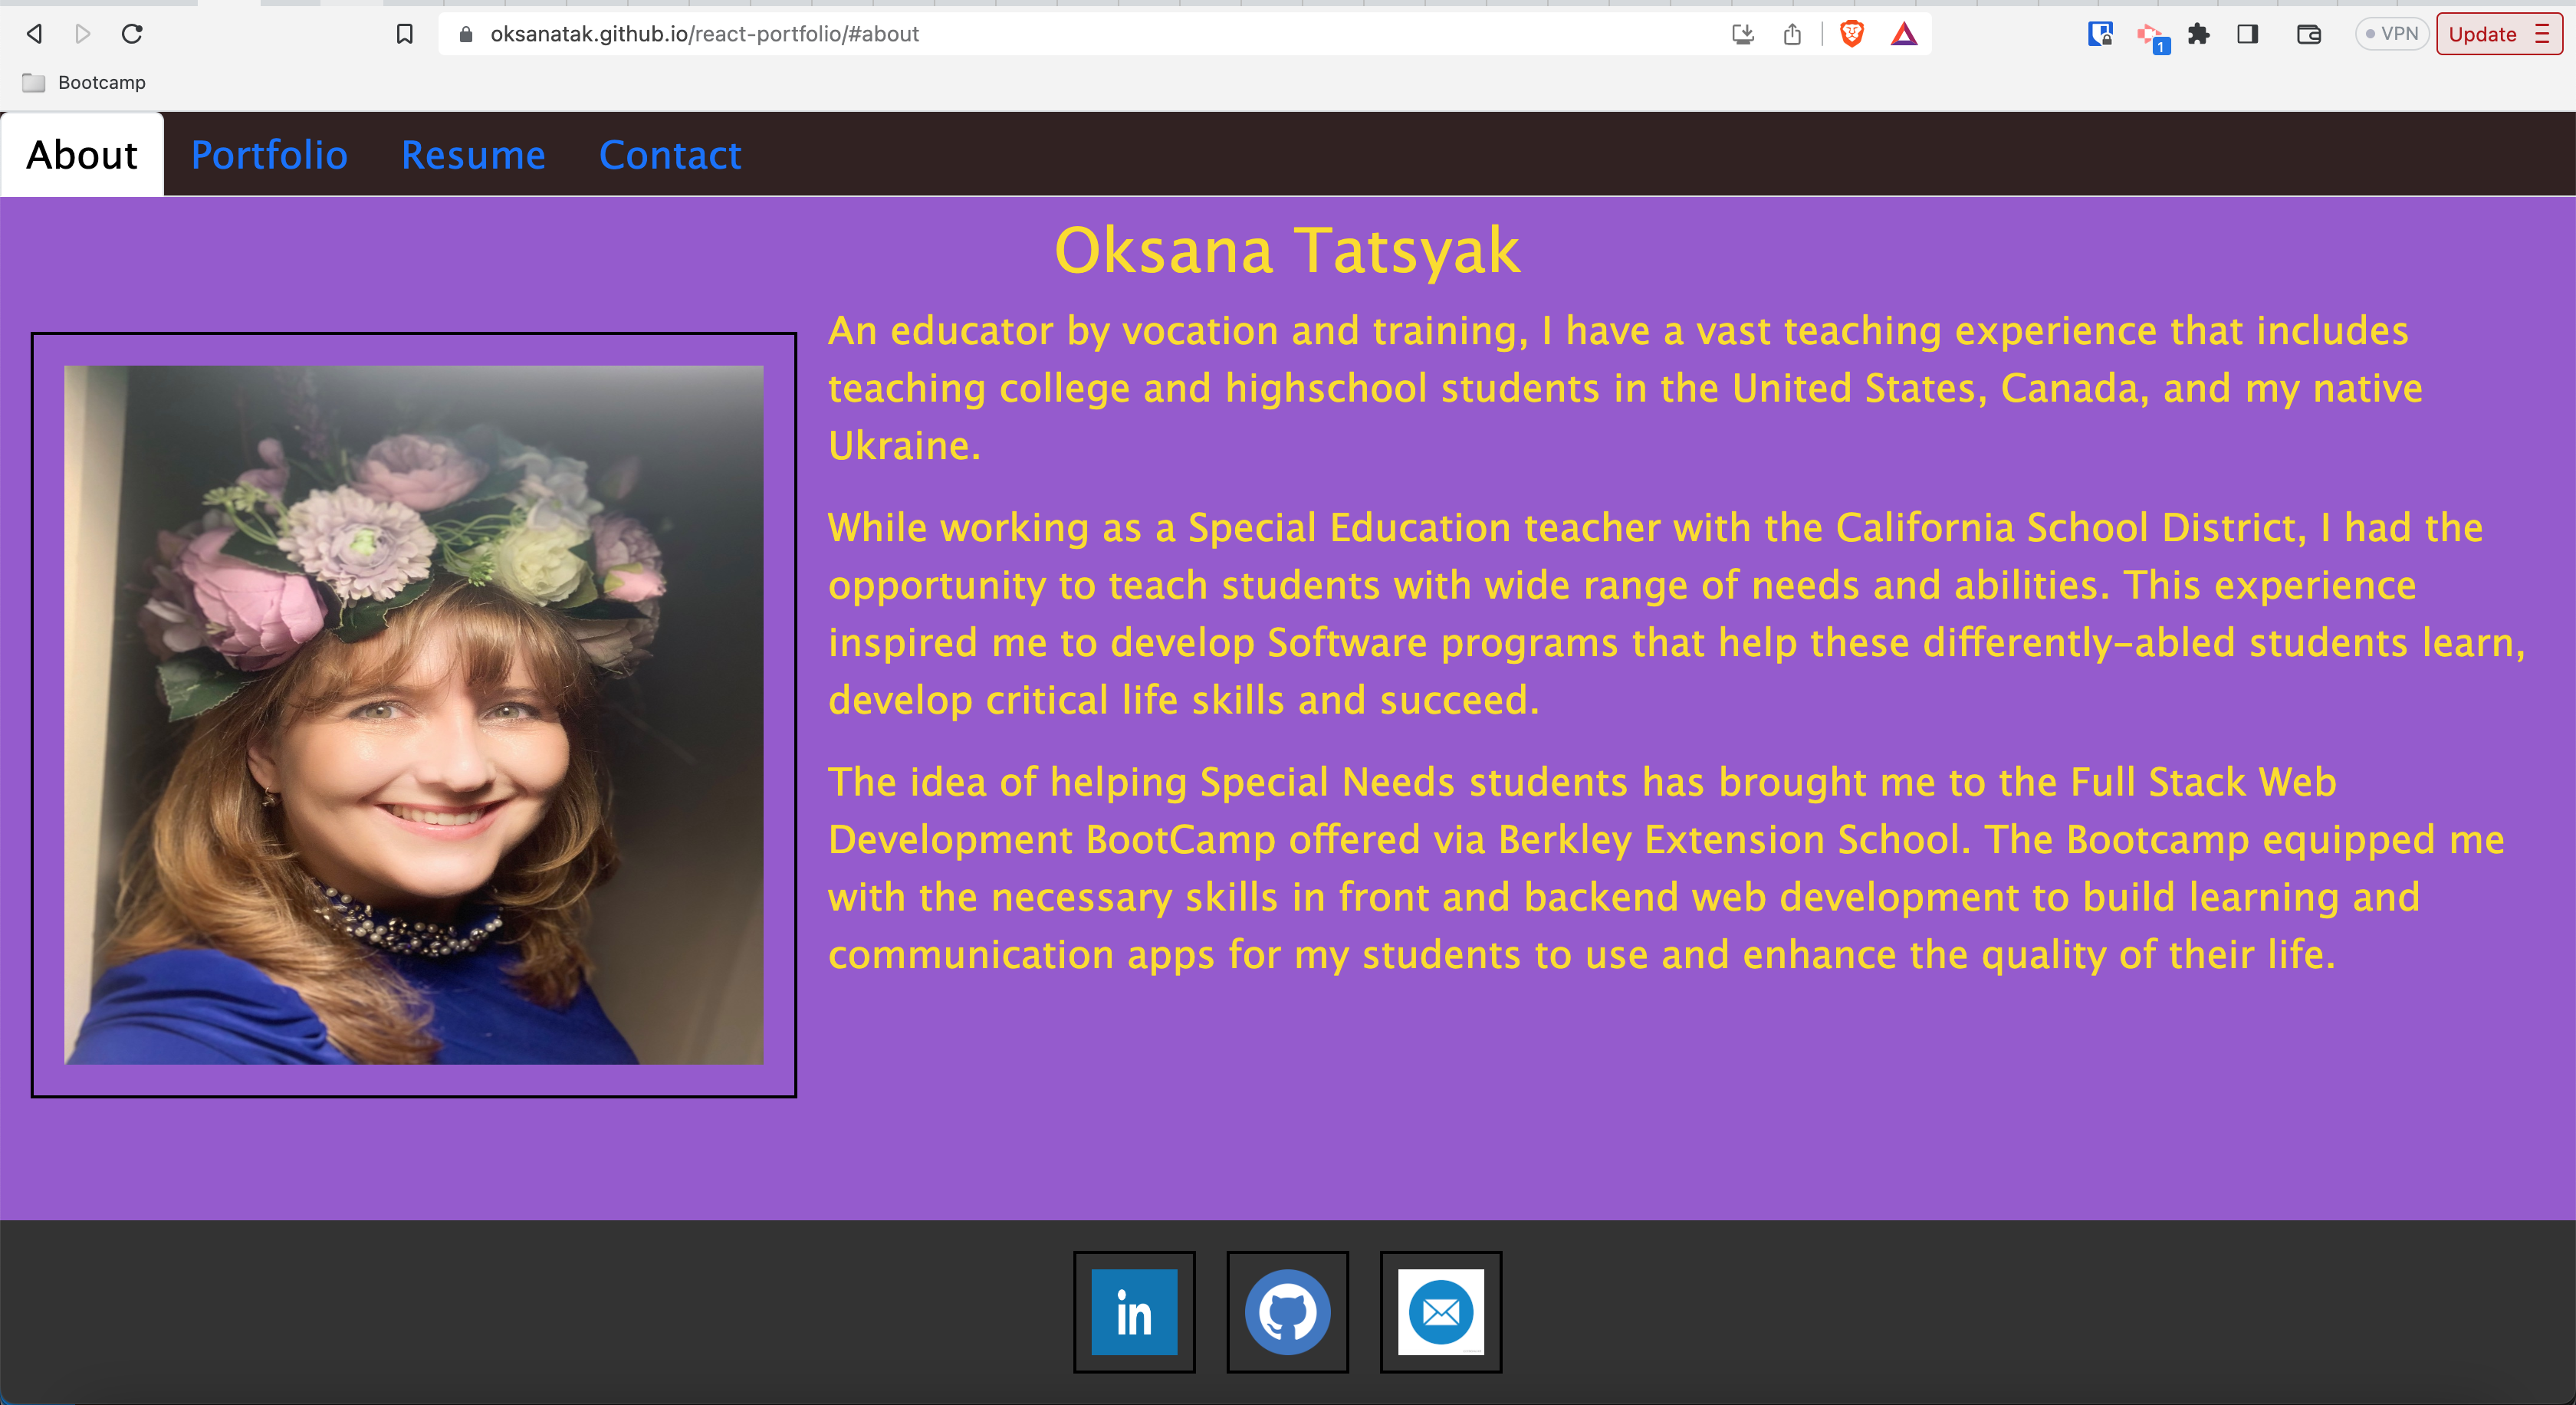 oksanatak.github.io/react-portfolio/#about
1
VPN
Update
Bootcamp
About
Portfolio
Resume
Contact
Oksana Tatsyak
An educator by vocation and training, I have a vast teaching experience that includes
teaching college and highschool students in the United States, Canada, and my native
Ukraine.
While working as a Special Education teacher with the California School District, I had the
opportunity to teach students with wide range of needs and abilities. This experience
inspired me to develop Software programs that help these differently-abled students learn,
develop critical life skills and succeed.
The idea of helping Special Needs students has brought me to the Full Stack Web
Development BootCamp offered via Berkley Extension School. The Bootcamp equipped me
with the necessary skills in front and backend web development to build learning and
communication apps for my students to use and enhance the quality of their life.
in